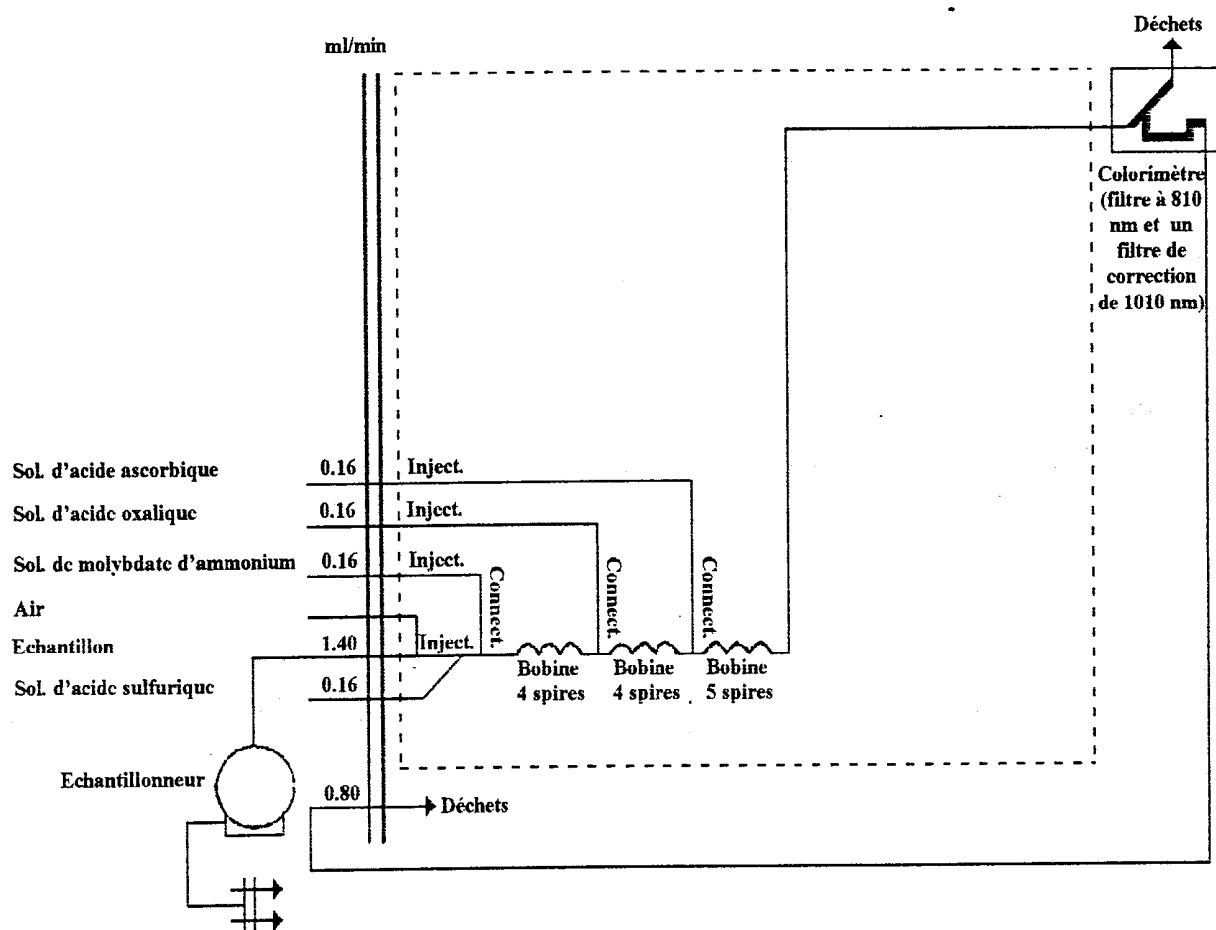 Déchets
ml/min
Colorimètre
(filtre à 810
nm et un
filtre de
correction
de 1010 nm)
Sol. d'acide ascorbique 0.16 Inject.
Sol. d'acide oxalique 0.16 Inject.
Sol. de molybdate d'ammonium 0.16 Inject.
Connect.
Connect.
Connect.
Air
Echantillon 1.40 Inject.
Sol. d'acide sulfurique 0.16
Bobine
4 spires
Bobine
4 spires
Bobine
5 spires
Echantillonneur
0.80 Déchets